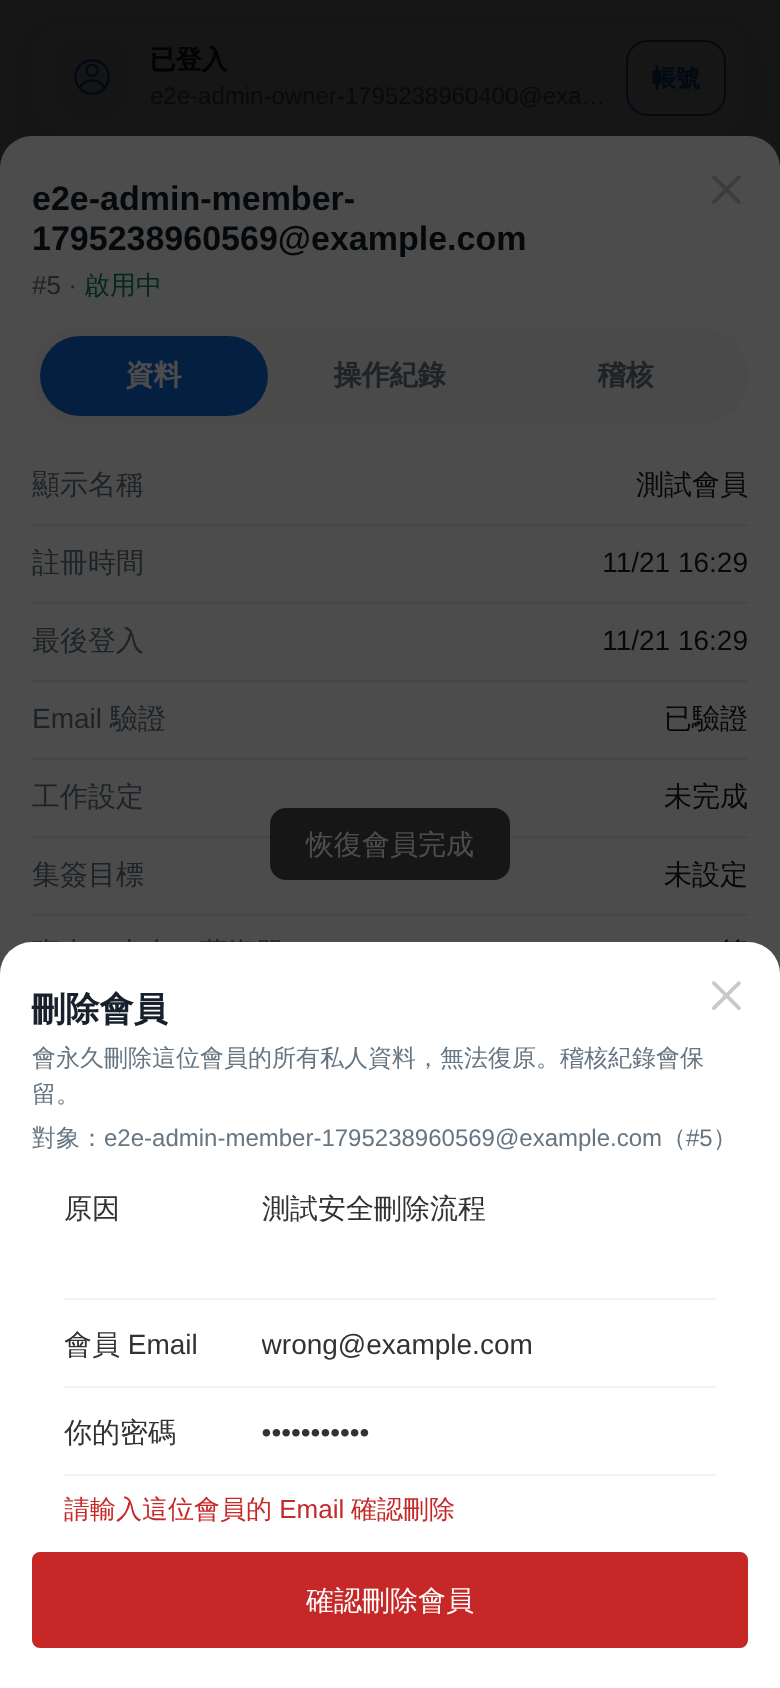 已登入
e2e-admin-owner-1795238960400@exa…
帳號
e2e-admin-member-
1795238960569@example.com
#5 · 啟用中
資料
操作紀錄
稽核
顯示名稱
測試會員
註冊時間
11/21 16:29
最後登入
11/21 16:29
Email 驗證
已驗證
工作設定
未完成
恢復會員完成
集簽目標
未設定
刪除會員
會永久刪除這位會員的所有私人資料，無法復原。稽核紀錄會保
留。
對象：e2e-admin-member-1795238960569@example.com（#5）
原因
測試安全刪除流程
會員 Email
wrong@example.com
你的密碼
•••••••••••
請輸入這位會員的 Email 確認刪除
確認刪除會員